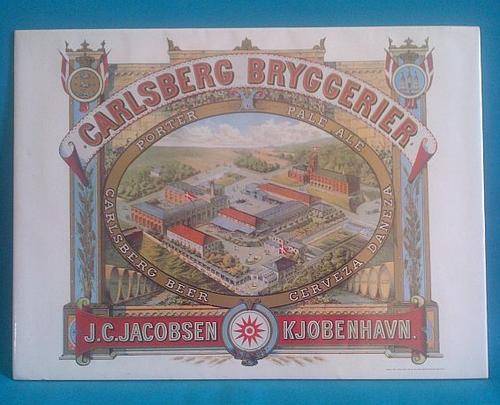 CARLSBERG BRYGGERIER.
PORTER
PALE ALE
CARLSBERG BEER
CERVEZA DANEZA
J.C.JACOBSEN
KJØBENHAVN.